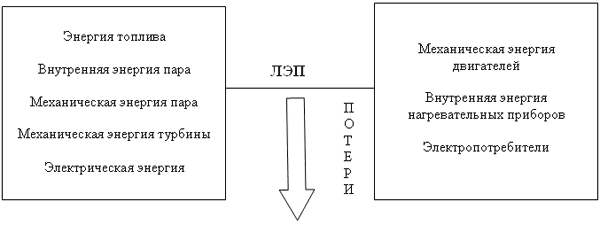 Энергия топлива
Внутренняя энергия пара
Механическая энергия пара
Механическая энергия турбины
Электрическая энергия
ЛЭП
ПОТЕРИ
Механическая энергия
двигателей
Внутренняя энергия
нагревательных приборов
Электропотребители